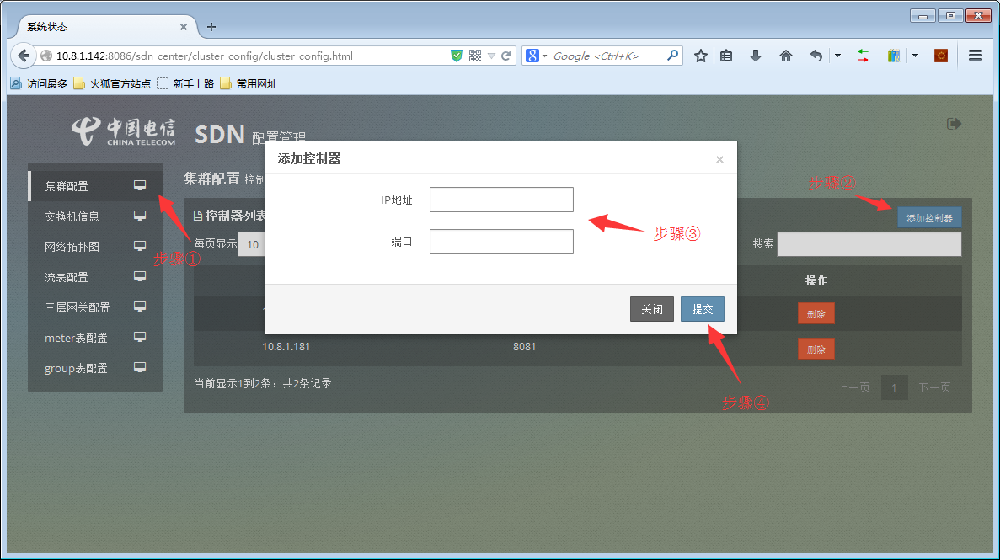 系统状态
10.8.1.142:8086/sdn_center/cluster_config/cluster_config.html
Google <Ctrl+K>
访问最多 火狐官方站点 新手上路 常用网址
中国电信
CHINA TELECOM
SDN 配置管理
添加控制器 ×
集群配置
集群配置 控制
步骤②
IP地址
交换机信息
控制器列表
添加控制器
步骤③
端口
网络拓扑图
每页显示 10
搜索
步骤①
流表配置
操作
三层网关配置
关闭 提交
删除
meter表配置
10.8.1.181 8081 删除
group表配置
当前显示1到2条，共2条记录
上一页 1 下一页
步骤④